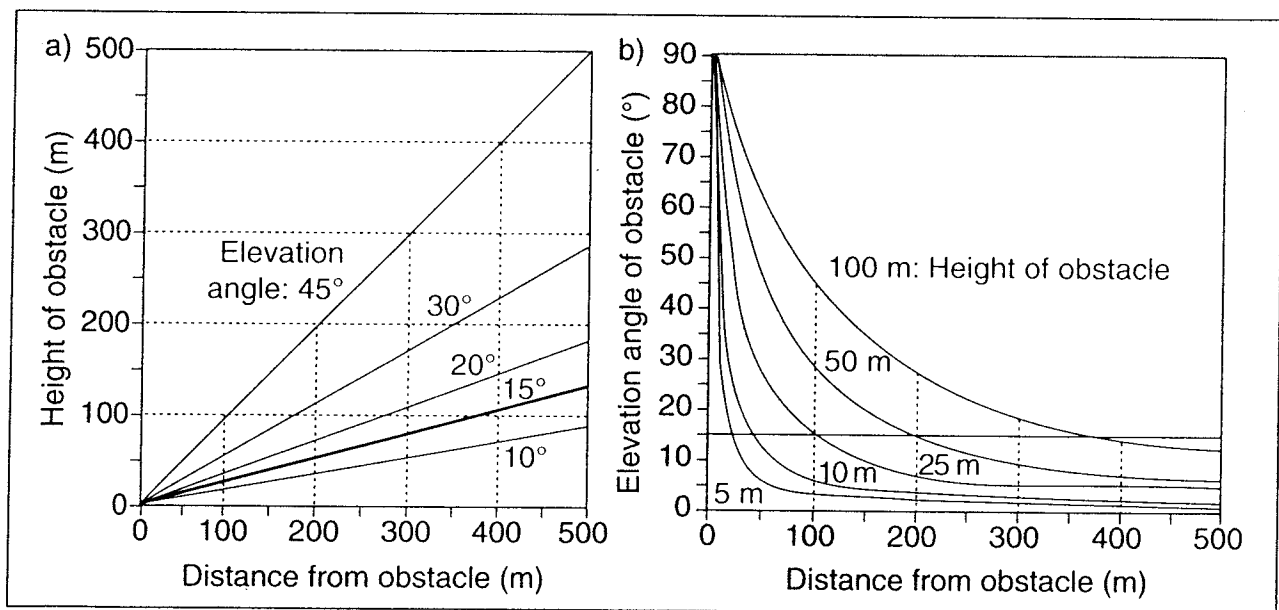 a)
500
400
300
200
100
0
Height of obstacle (m)
Elevation
angle: 45°
30°
20°
15°
10°
0 100 200 300 400 500
Distance from obstacle (m)
b)
90
80
70
60
50
40
30
20
10
0
Elevation angle of obstacle (°)
100 m: Height of obstacle
50 m
25 m
10 m
5 m
0 100 200 300 400 500
Distance from obstacle (m)